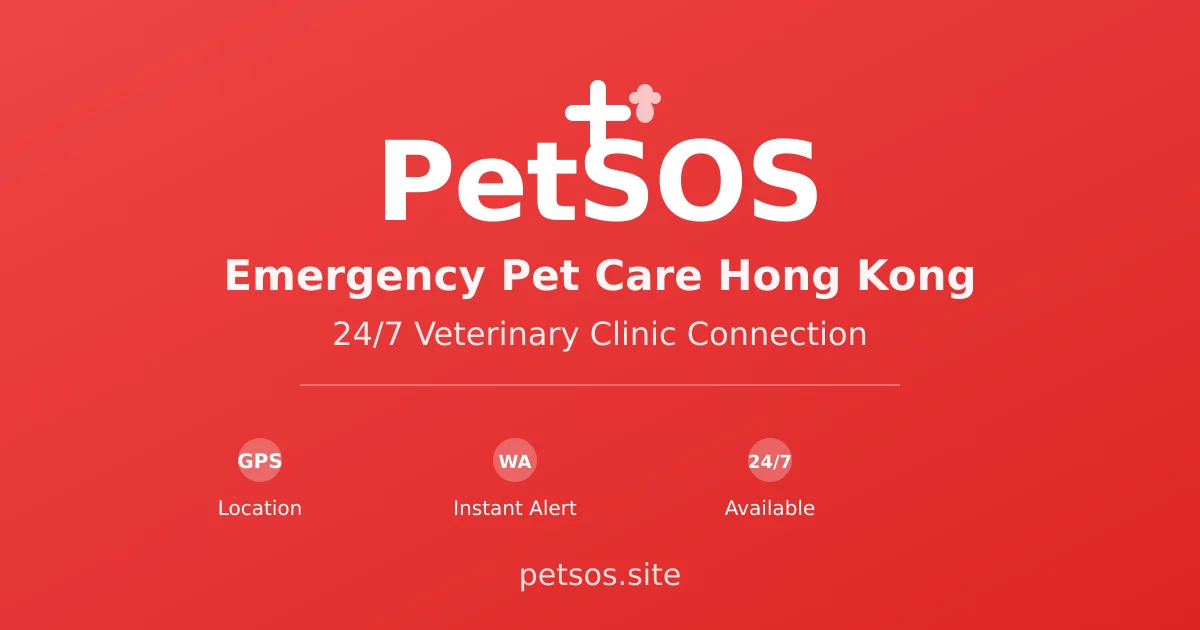 PetSOS
Emergency Pet Care Hong Kong
24/7 Veterinary Clinic Connection
GPS
WA
24/7
Location
Instant Alert
Available
petsos.site